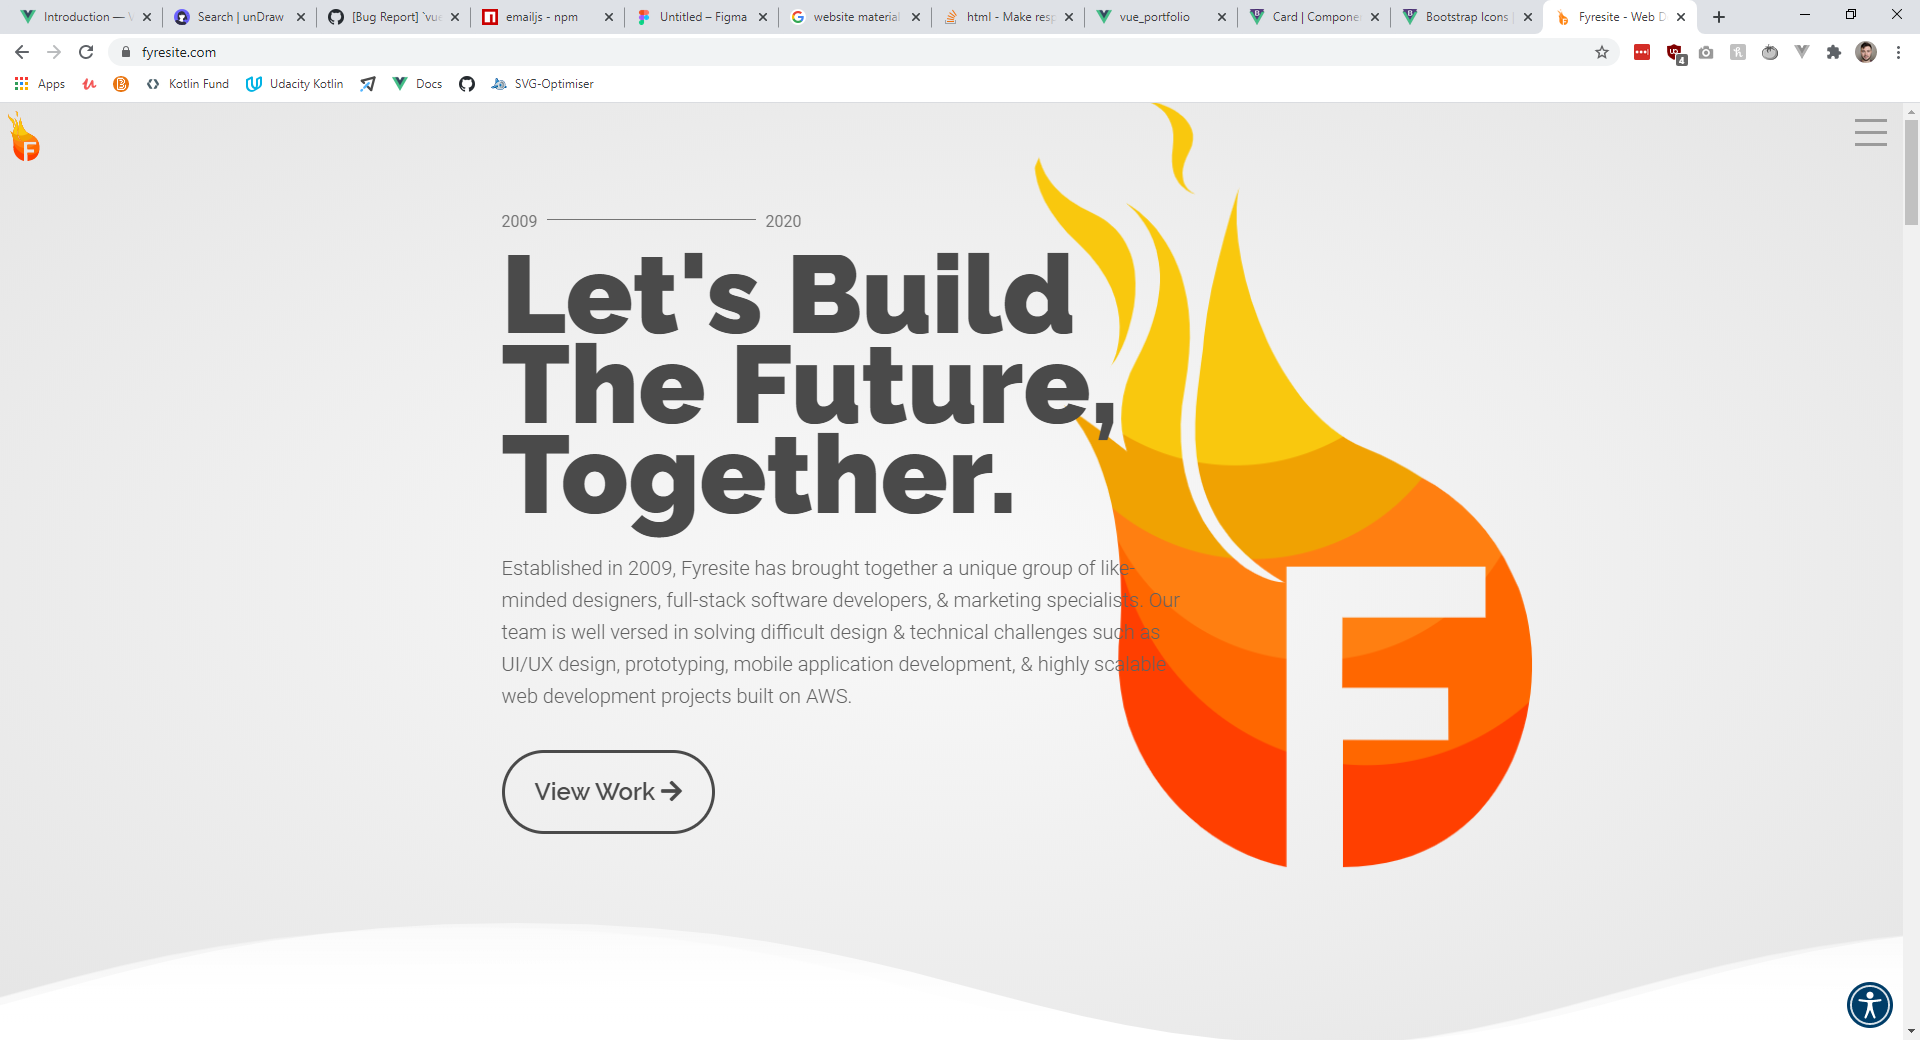 Introduction — V
Search | unDraw
[Bug Report] `vue
emailjs - npm
Untitled – Figma
website material
html - Make resp
vue_portfolio
Card | Componen
Bootstrap Icons |
Fyresite - Web D
fyresite.com
4
Apps
Kotlin Fund
Udacity Kotlin
Docs
SVG-Optimiser
F
2009
2020
Let's Build
The Future,
Together.
Established in 2009, Fyresite has brought together a unique group of like-
minded designers, full-stack software developers, & marketing specialists. Our
team is well versed in solving difficult design & technical challenges such as
UI/UX design, prototyping, mobile application development, & highly scalable
web development projects built on AWS.
F
View Work